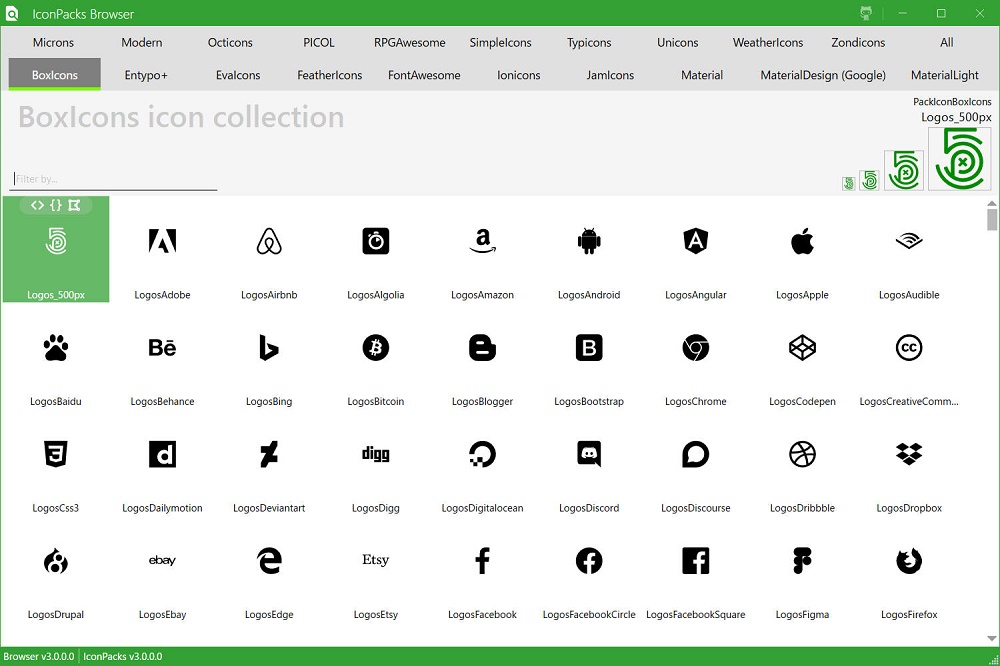 IconPacks Browser
Microns Modern Octicons PICOL RPGAwesome SimpleIcons Typicons Unicons WeatherIcons Zondicons All
BoxIcons Entypo+ EvaIcons FeatherIcons FontAwesome Ionicons JamIcons Material MaterialDesign (Google) MaterialLight
BoxIcons icon collection
PackIconBoxIcons
Logos_500px
Filter by...
Logos_500px LogosAdobe LogosAirbnb LogosAlgolia LogosAmazon LogosAndroid LogosAngular LogosApple LogosAudible
LogosBaidu LogosBehance LogosBing LogosBitcoin LogosBlogger LogosBootstrap LogosChrome LogosCodepen LogosCreativeComm...
digg
LogosCss3 LogosDailymotion LogosDeviantart LogosDigg LogosDigitalocean LogosDiscord LogosDiscourse LogosDribbble LogosDropbox
ebay Etsy
LogosDrupal LogosEbay LogosEdge LogosEtsy LogosFacebook LogosFacebookCircle LogosFacebookSquare LogosFigma LogosFirefox
Browser v3.0.0.0 IconPacks v3.0.0.0